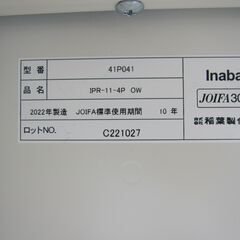 型番 41P041
品名 IPR-11-4P OW
2022年製造 JOIFA標準使用期間 10年
ロットNO. C221027
Inaba
JOIFA30
稲葉製